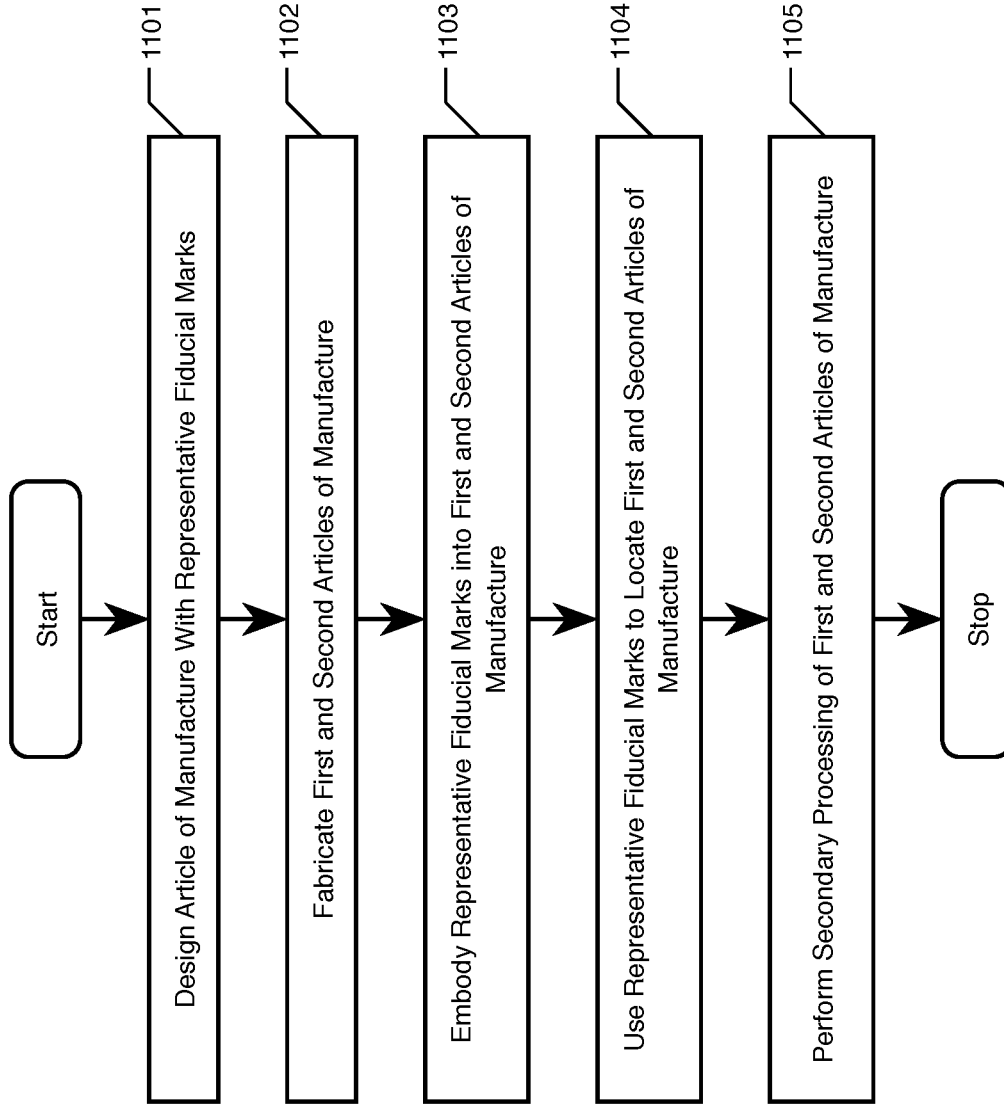 Start
Design Article of Manufacture With Representative Fiducial Marks
1101
Fabricate First and Second Articles of Manufacture
1102
Embody Representative Fiducial Marks into First and Second Articles of
Manufacture
1103
Use Representative Fiducial Marks to Locate First and Second Articles of
Manufacture
1104
Perform Secondary Processing of First and Second Articles of Manufacture
1105
Stop